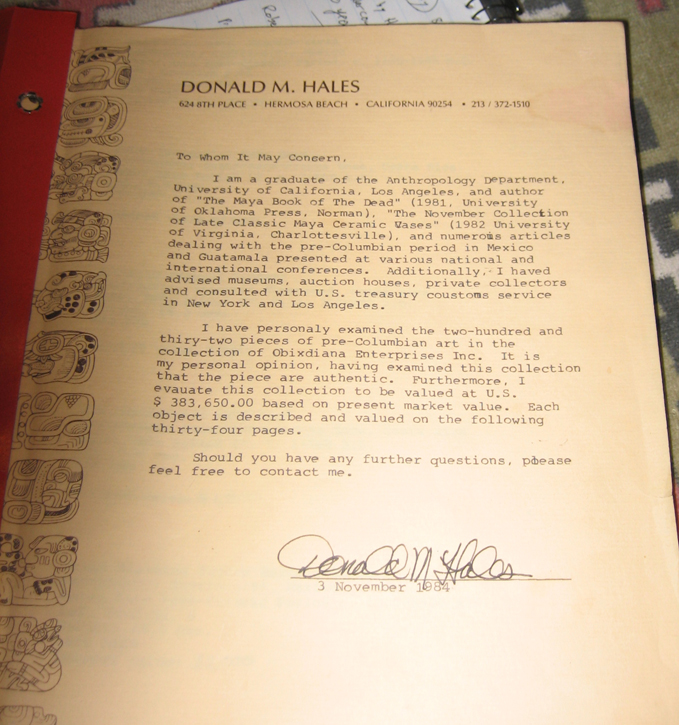 DONALD M. HALES
624 8TH PLACE • HERMOSA BEACH • CALIFORNIA 90254 • 213 / 372-1510
To Whom It May Concern,
I am a graduate of the Anthropology Department,
University of California, Los Angeles, and author
of "The Maya Book of The Dead" (1981, University
of Oklahoma Press, Norman), "The November Collection
of Late Classic Maya Ceramic Vases" (1982 University
of Virginia, Charlottesville), and numerous articles
dealing with the pre-Columbian period in Mexico
and Guatamala presented at various national and
international conferences. Additionally, I haved
advised museums, auction houses, private collectors
and consulted with U.S. treasury coustoms service
in New York and Los Angeles.
I have personaly examined the two-hundred and
thirty-two pieces of pre-Columbian art in the
collection of Obixdiana Enterprises Inc. It is
my personal opinion, having examined this collection
that the piece are authentic. Furthermore, I
evauate this collection to be valued at U.S.
$ 383,650.00 based on present market value. Each
object is described and valued on the following
thirty-four pages.
Should you have any further questions, please
feel free to contact me.
Donald M Hales
3 November 1984